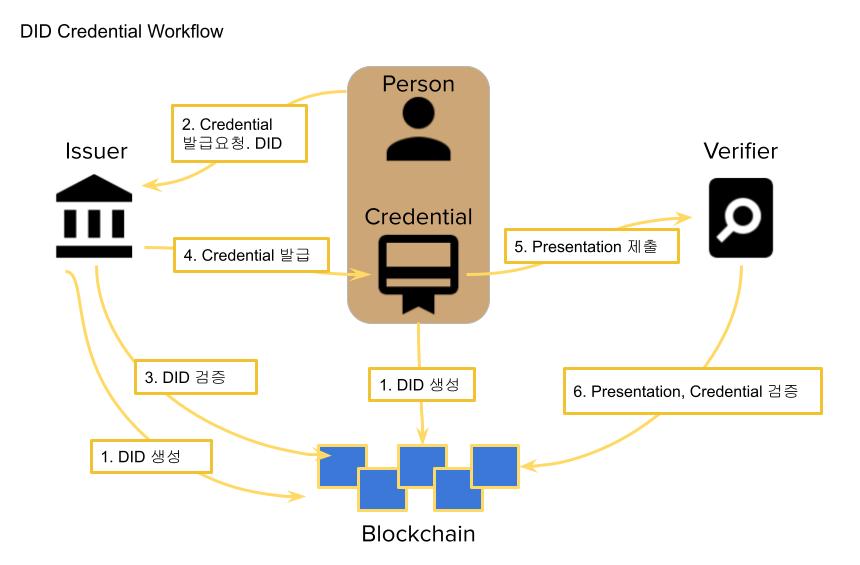 DID Credential Workflow
Person
2. Credential
발급요청. DID
Issuer
Verifier
Credential
4. Credential 발급
5. Presentation 제출
3. DID 검증
1. DID 생성
6. Presentation, Credential 검증
1. DID 생성
Blockchain